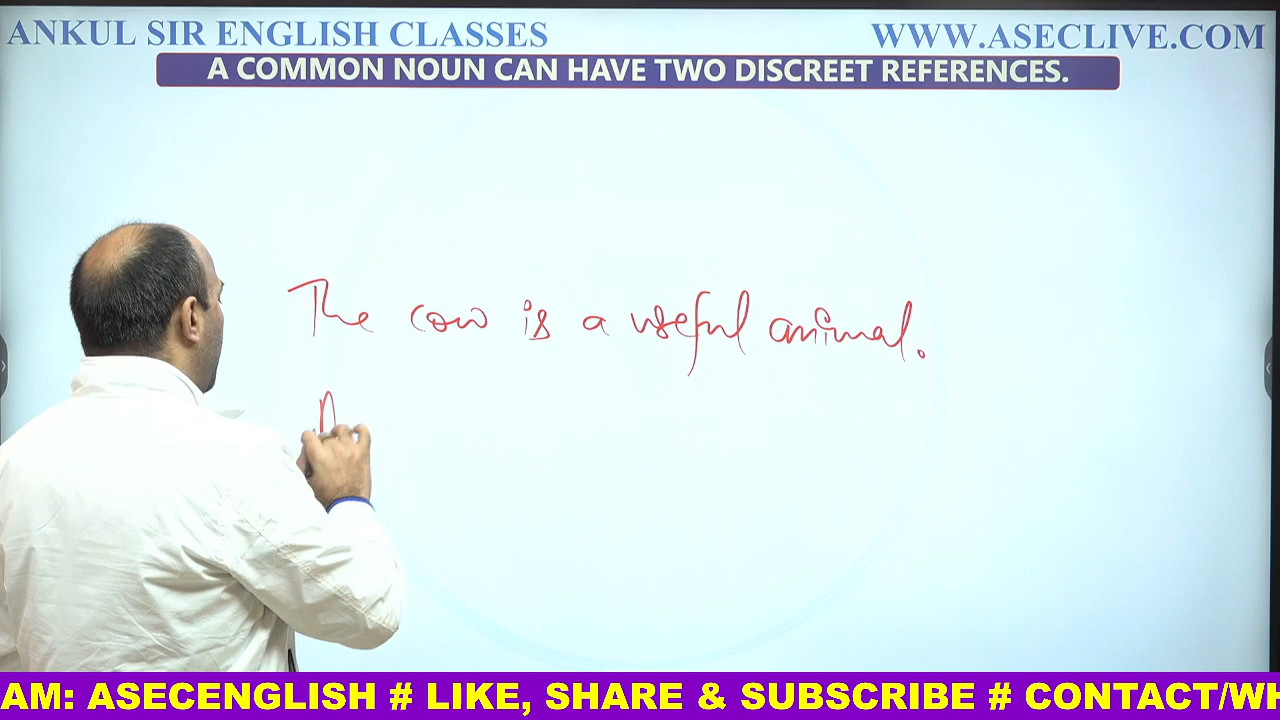 ANKUL SIR ENGLISH CLASSES WWW.ASECLIVE.COM
A COMMON NOUN CAN HAVE TWO DISCREET REFERENCES.
The cow is a useful animal.
AM: ASECENGLISH # LIKE, SHARE & SUBSCRIBE # CONTACT/WH